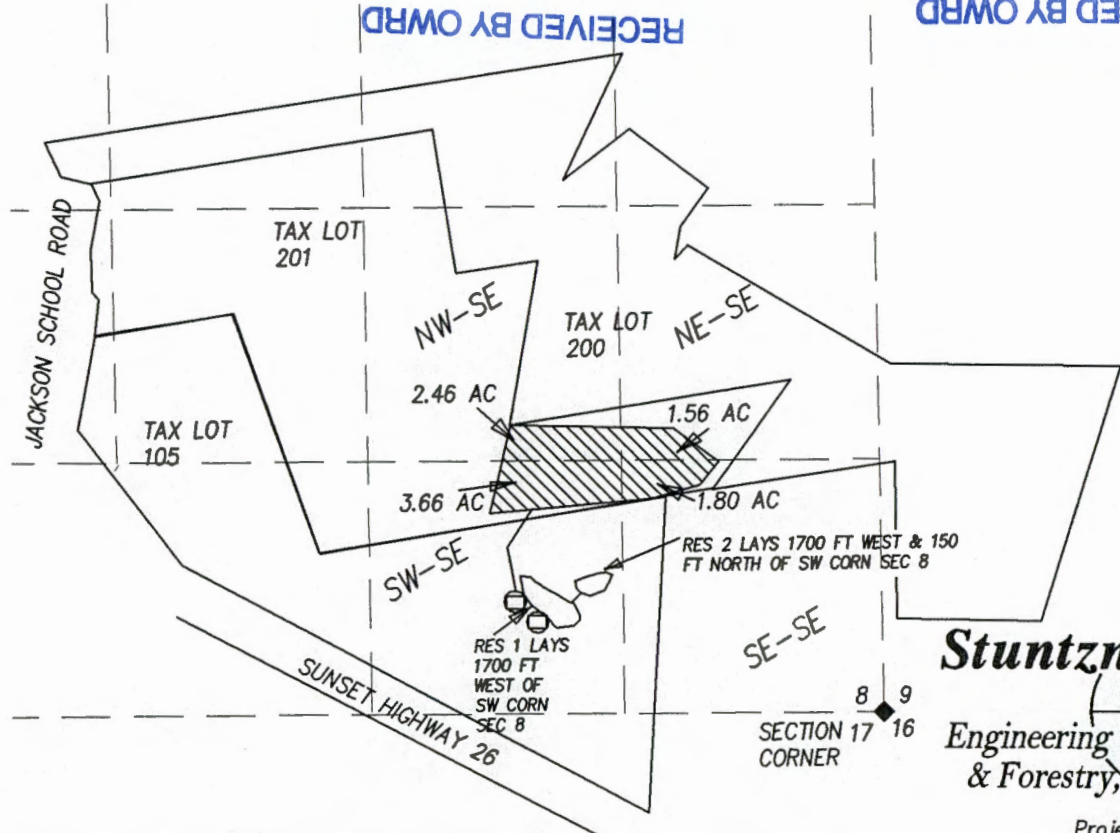 RECEIVED BY OWRD
JACKSON SCHOOL ROAD
TAX LOT
201
NW-SE
TAX LOT
200
NE-SE
2.46 AC
1.56 AC
TAX LOT
105
3.66 AC
1.80 AC
SW-SE
RES 2 LAYS 1700 FT WEST & 150
FT NORTH OF SW CORN SEC 8
RES 1 LAYS
1700 FT
WEST OF
SW CORN
SEC 8
SE-SE
SUNSET HIGHWAY 26
8 9
SECTION 17 16
CORNER
Engineering
& Forestry,